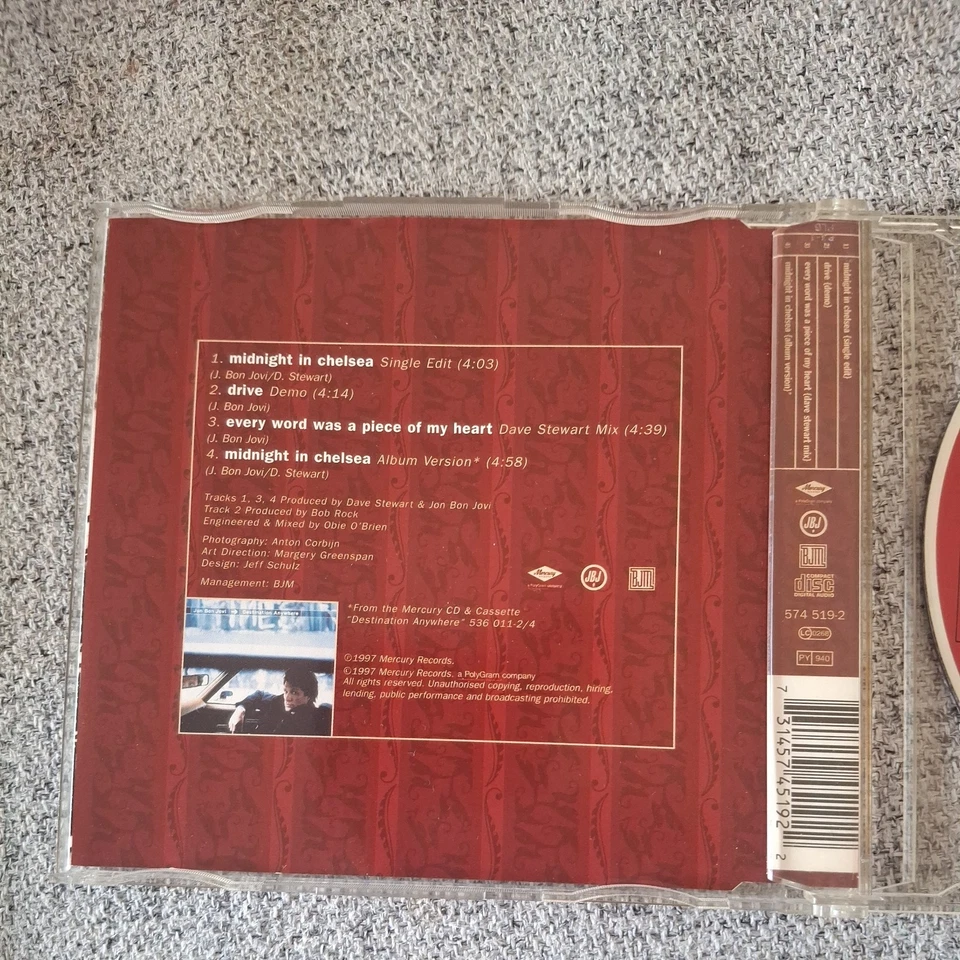 1. midnight in chelsea Single Edit (4:03)
(J. Bon Jovi/D. Stewart)
2. drive Demo (4:14)
(J. Bon Jovi)
3. every word was a piece of my heart Dave Stewart Mix (4:39)
(J. Bon Jovi)
4. midnight in chelsea Album Version* (4:58)
(J. Bon Jovi/D. Stewart)
Tracks 1, 3, 4 Produced by Dave Stewart & Jon Bon Jovi
Track 2 Produced by Bob Rock
Engineered & Mixed by Obie O'Brien
Photography: Anton Corbijn
Art Direction: Margery Greenspan
Design: Jeff Schulz
Management: BJM
Mercury
JBJ
BJM
Jon Bon Jovi Destination Anywhere
*From the Mercury CD & Cassette
"Destination Anywhere" 536 011-2/4
℗1997 Mercury Records.
©1997 Mercury Records. a PolyGram company
All rights reserved. Unauthorised copying, reproduction, hiring,
lending, public performance and broadcasting prohibited.
1) midnight in chelsea (single edit)
2) drive (demo)
3) every word was a piece of my heart (dave stewart mix)
4) midnight in chelsea (album version)*
Mercury
JBJ
BJM
COMPACT
disc
DIGITAL AUDIO
574 519-2
LC 0268
PY 940
7 31457 45192 2